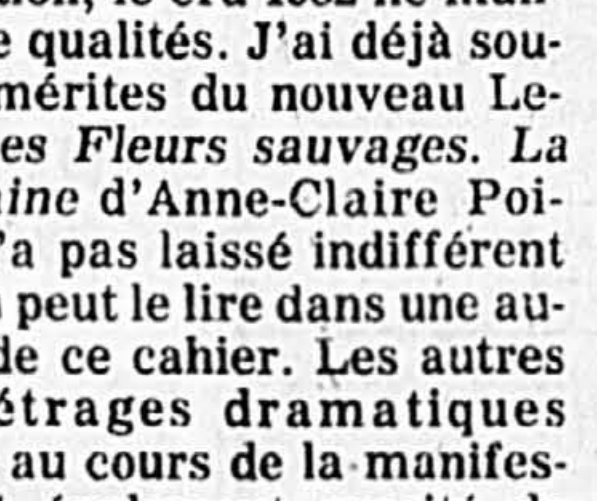 qualités. J'ai déjà sou-
mérites du nouveau Le-
es Fleurs sauvages. La
ine d'Anne-Claire Poi-
'a pas laissé indifférent
peut le lire dans une au-
de ce cahier. Les autres
étrages dramatiques
au cours de la manifes-